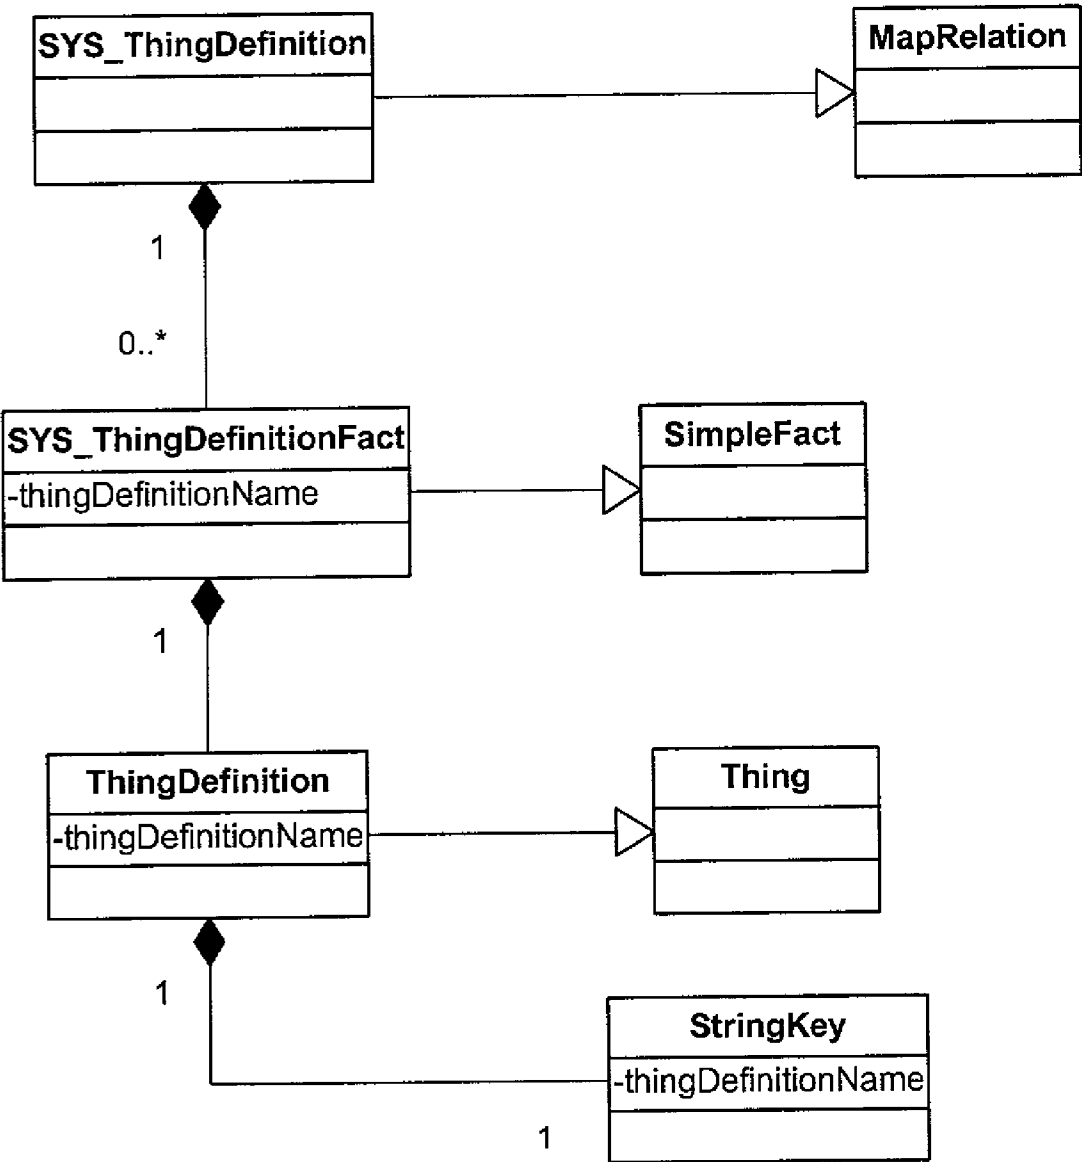 SYS_ThingDefinition
MapRelation
1
0..*
SYS_ThingDefinitionFact
-thingDefinitionName
SimpleFact
1
ThingDefinition
-thingDefinitionName
Thing
1
StringKey
-thingDefinitionName
1